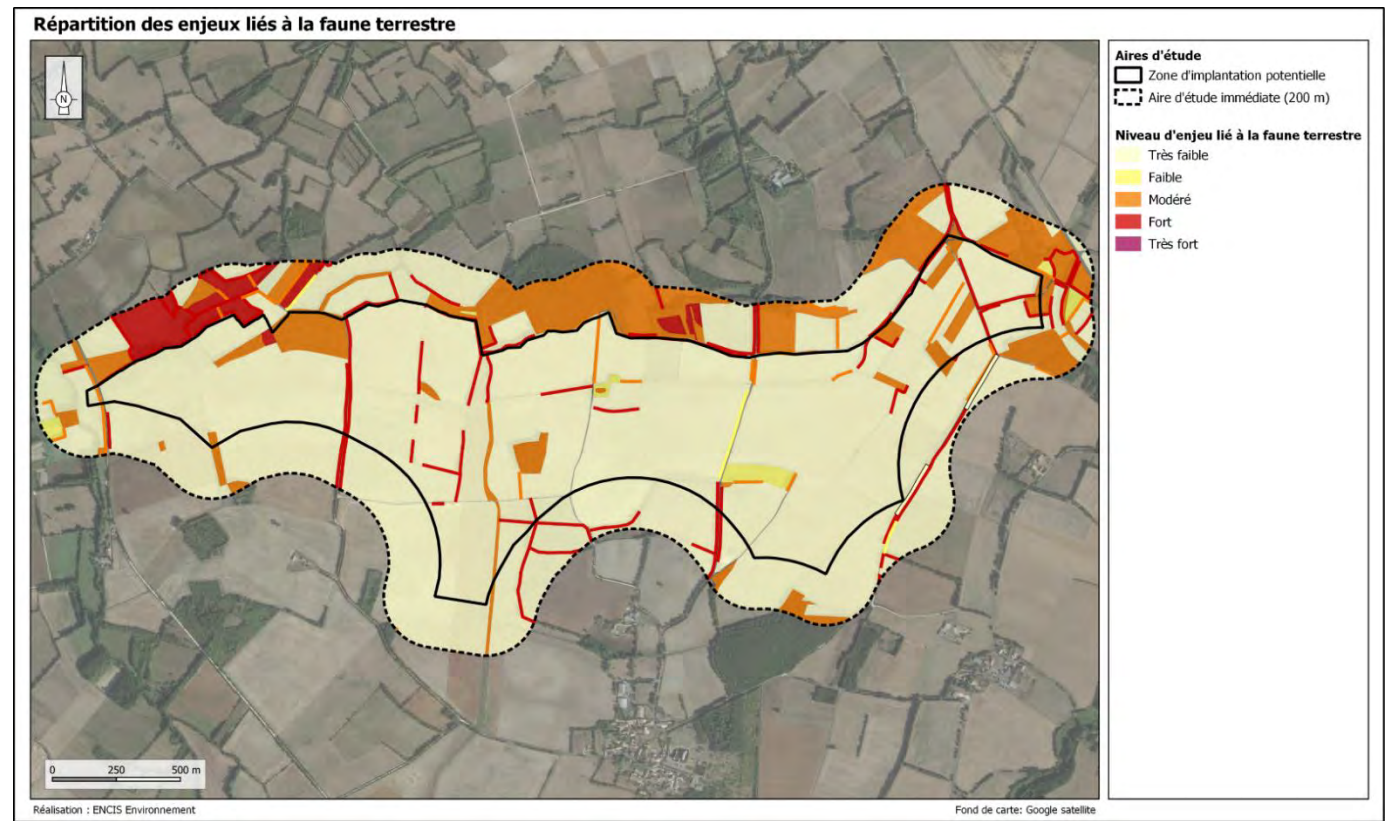 Répartition des enjeux liés à la faune terrestre
N
Aires d'étude
Zone d'implantation potentielle
Aire d'étude immédiate (200 m)
Niveau d'enjeu lié à la faune terrestre
Très faible
Faible
Modéré
Fort
Très fort
0 250 500 m
Réalisation : ENCIS Environnement
Fond de carte: Google satellite